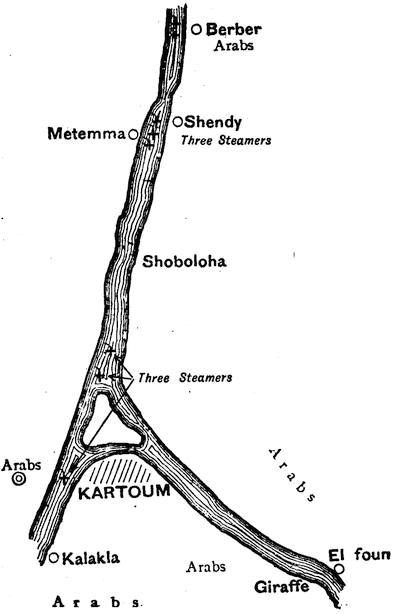 Berber
Arabs
Shendy
Metemma
Three Steamers
Shoboloha
Three Steamers
Arabs
Arabs
KARTOUM
El foun
Kalakla
Arabs
Giraffe
Arabs.